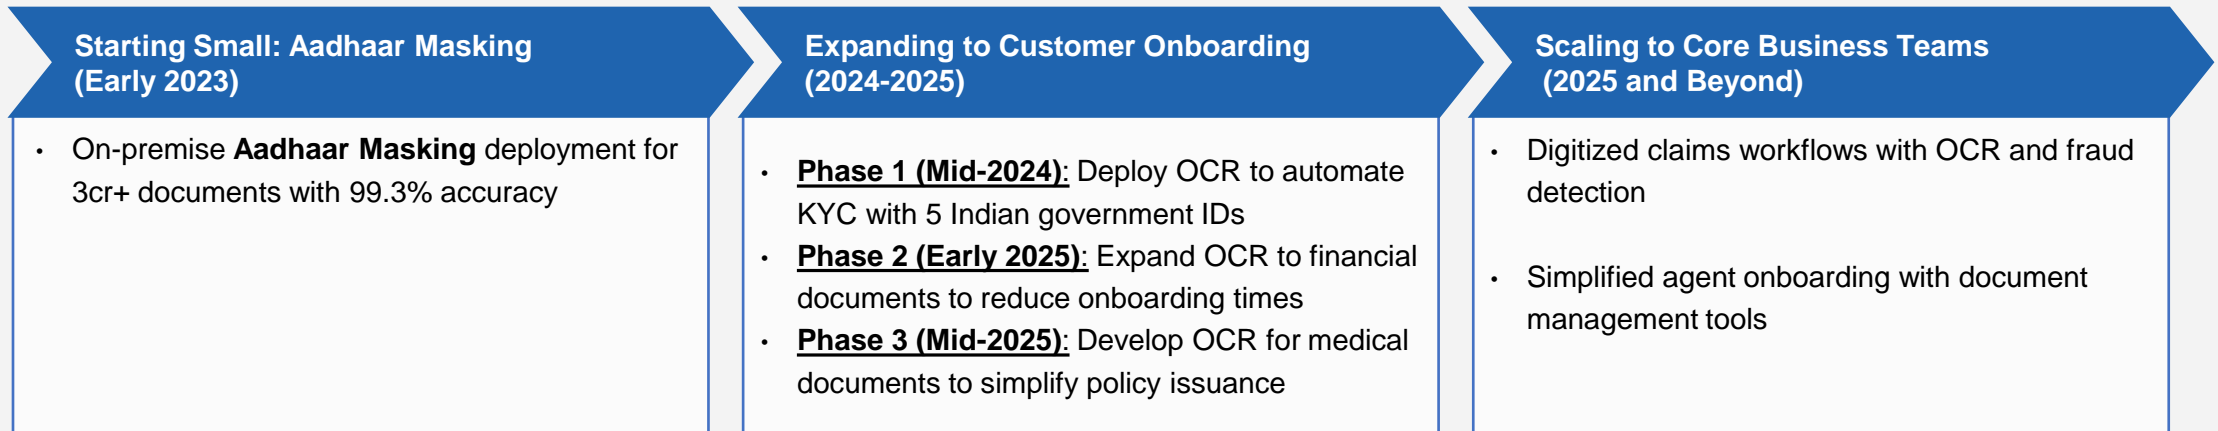 Starting Small: Aadhaar Masking
(Early 2023)
• On-premise Aadhaar Masking deployment for
3cr+ documents with 99.3% accuracy
Expanding to Customer Onboarding
(2024-2025)
• Phase 1 (Mid-2024): Deploy OCR to automate
KYC with 5 Indian government IDs
• Phase 2 (Early 2025): Expand OCR to financial
documents to reduce onboarding times
• Phase 3 (Mid-2025): Develop OCR for medical
documents to simplify policy issuance
Scaling to Core Business Teams
(2025 and Beyond)
• Digitized claims workflows with OCR and fraud
detection
• Simplified agent onboarding with document
management tools